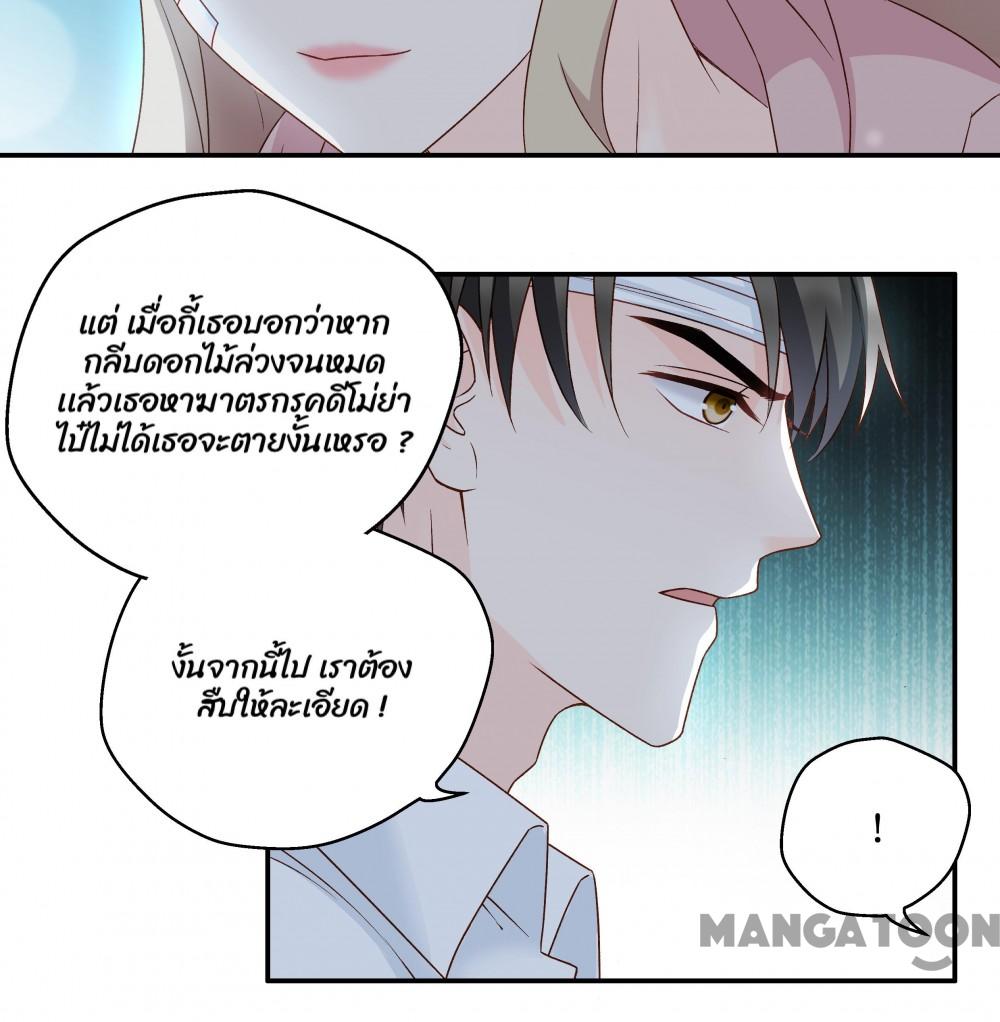 แต่ เมื่อกี้เธอบอกว่าหาก
กลีบดอกไม้ล่วงจนหมด
แล้วเธอหาฆาตรกรคดีโม่ย่า
ไป๋ไม่ได้เธอจะตายงั้นเหรอ ?
งั้นจากนี้ไป เราต้อง
สืบให้ละเอียด !
!
MANGATOON